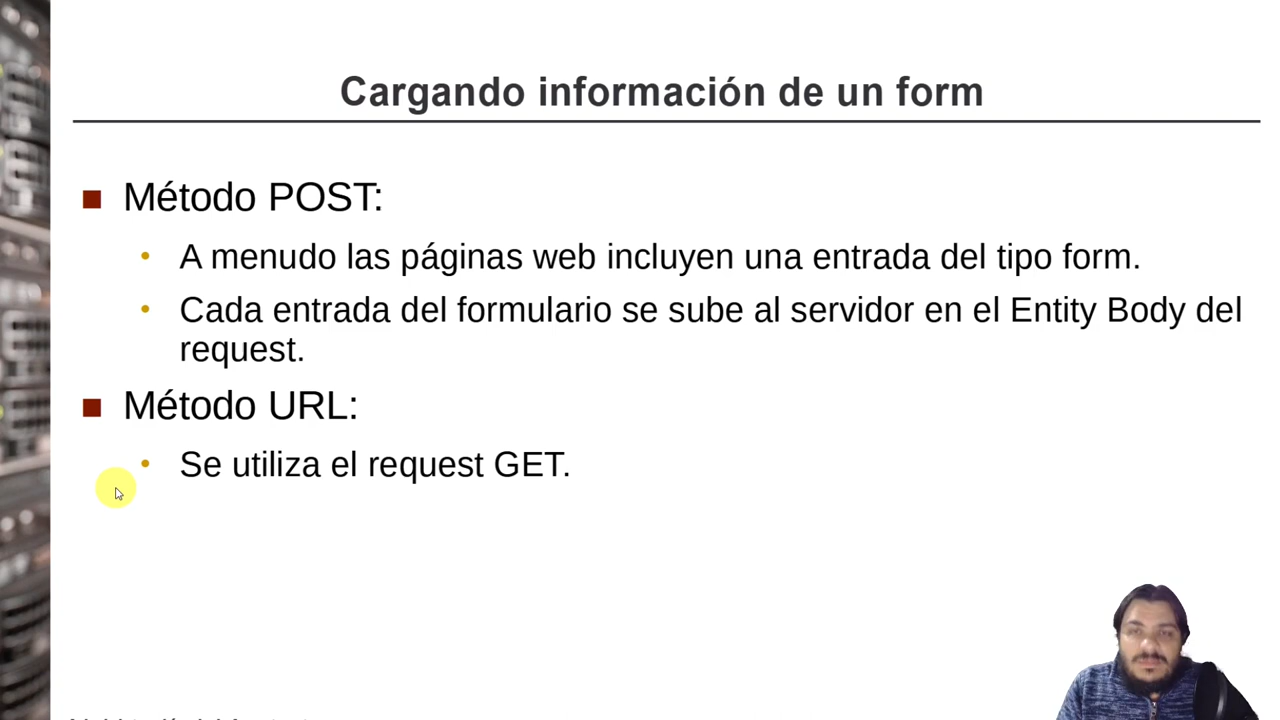 Cargando información de un form
Método POST:
A menudo las páginas web incluyen una entrada del tipo form.
Cada entrada del formulario se sube al servidor en el Entity Body del
request.
Método URL:
Se utiliza el request GET.